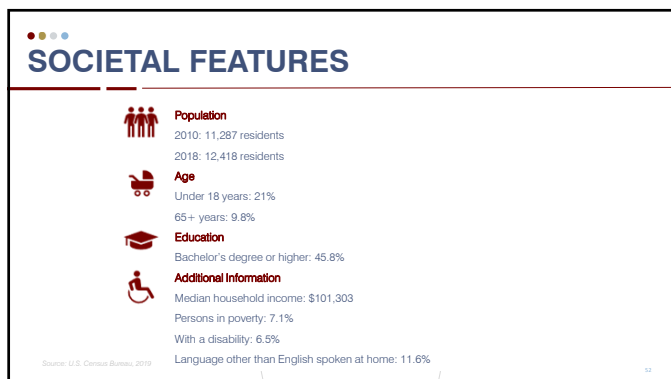 SOCIETAL FEATURES
Population
2010: 11,287 residents
2018: 12,418 residents
Age
Under 18 years: 21%
65+ years: 9.8%
Education
Bachelor's degree or higher: 45.8%
Additional Information
Median household income: $101,303
Persons in poverty: 7.1%
With a disability: 6.5%
Language other than English spoken at home: 11.6%
Source: U.S. Census Bureau, 2019
52